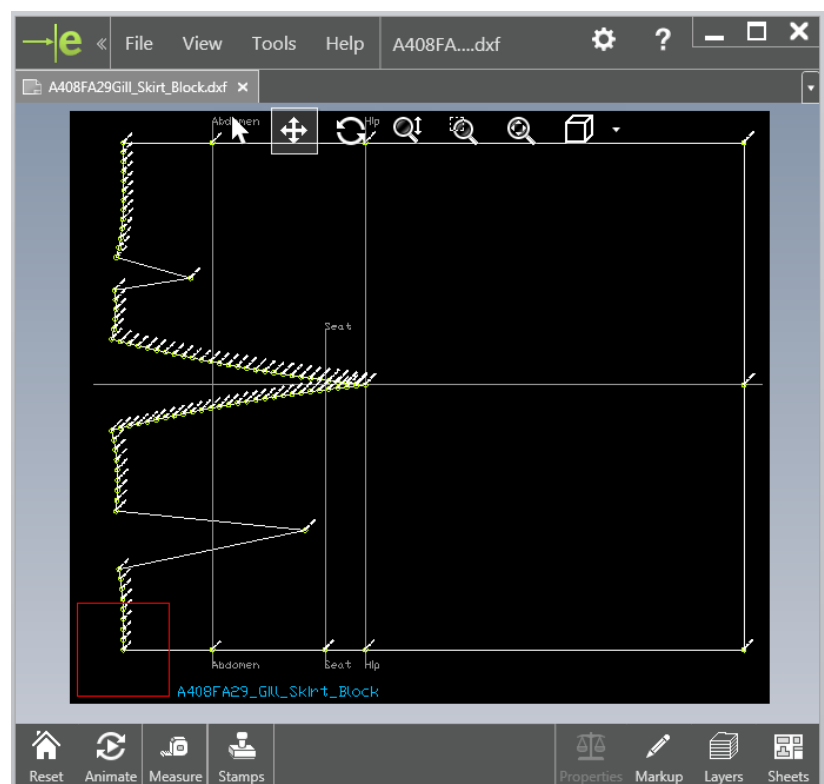 e « File View Tools Help A408FA....dxf ?
A408FA29Gill_Skirt_Block.dxf ×
Abdomen Hip
Seat
Abdomen Seat Hip
A408FA29_Gill_Skirt_Block
Reset Animate Measure Stamps Properties Markup Layers Sheets